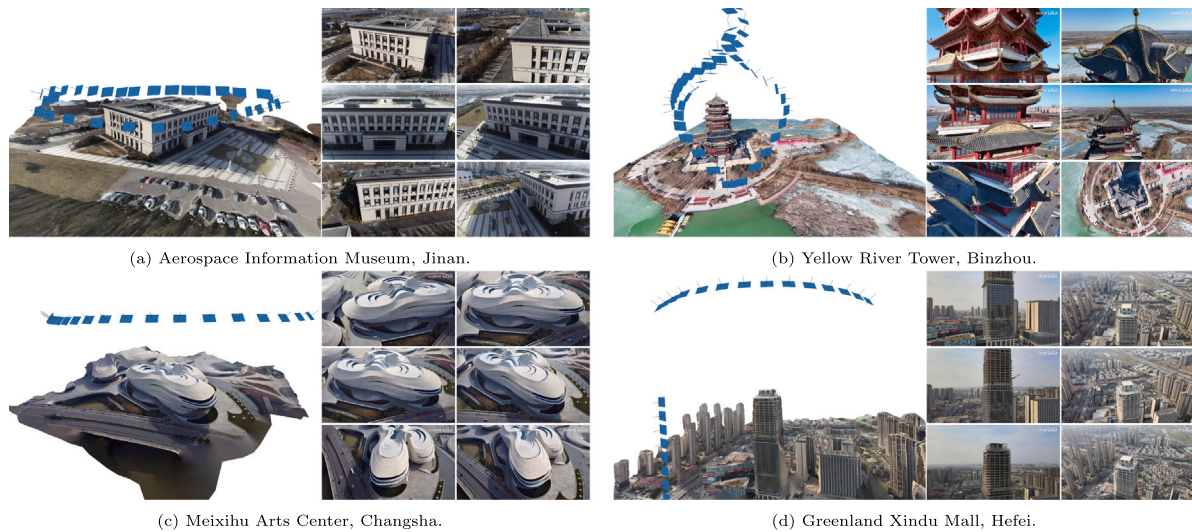 (a) Aerospace Information Museum, Jinan.
(b) Yellow River Tower, Binzhou.
(c) Meixihu Arts Center, Changsha.
(d) Greenland Xindu Mall, Hefei.